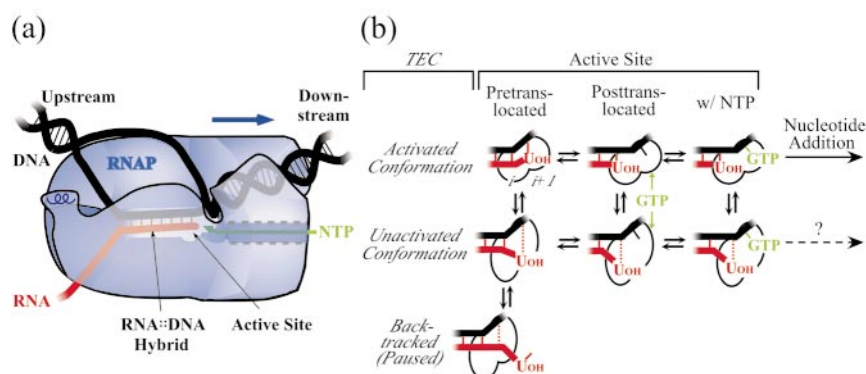 (a)
Upstream
Down-
stream
DNA
RNAP
NTP
RNA
RNA::DNA
Hybrid
Active Site
(b)
TEC
Active Site
Pretrans-
located
Posttrans-
located
w/ NTP
Activated
Conformation
UOH
UOH
UOH
GTP
Nucleotide
Addition
i
i+1
GTP
Unactivated
Conformation
UOH
UOH
UOH
GTP
?
Back-
tracked
(Paused)
UOH